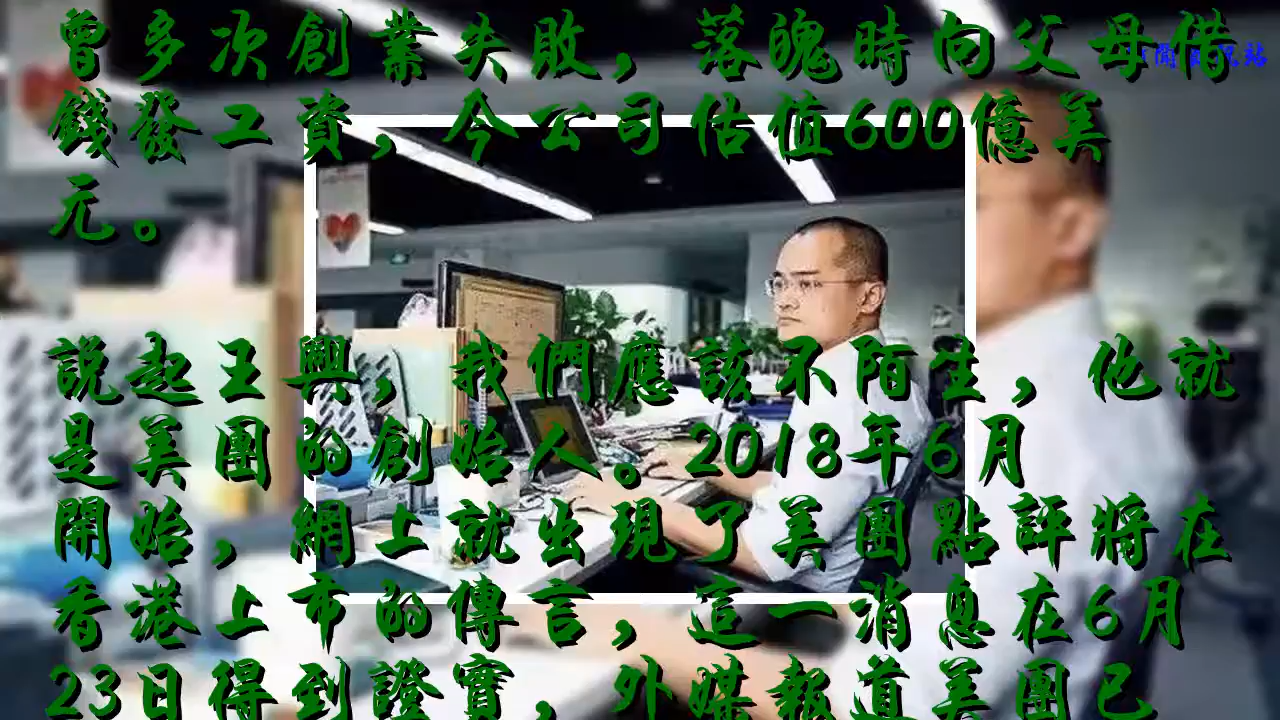 曾多次創業失敗，落魄時向父母借
錢發工資，今公司估值600億美
元。
說起王興，我們應該不陌生，他就
是美團的創始人。2018年6月
開始，網上就出現了美團點評將在
香港上市的傳言，這一消息在6月
23日得到證實，外媒報道美團已